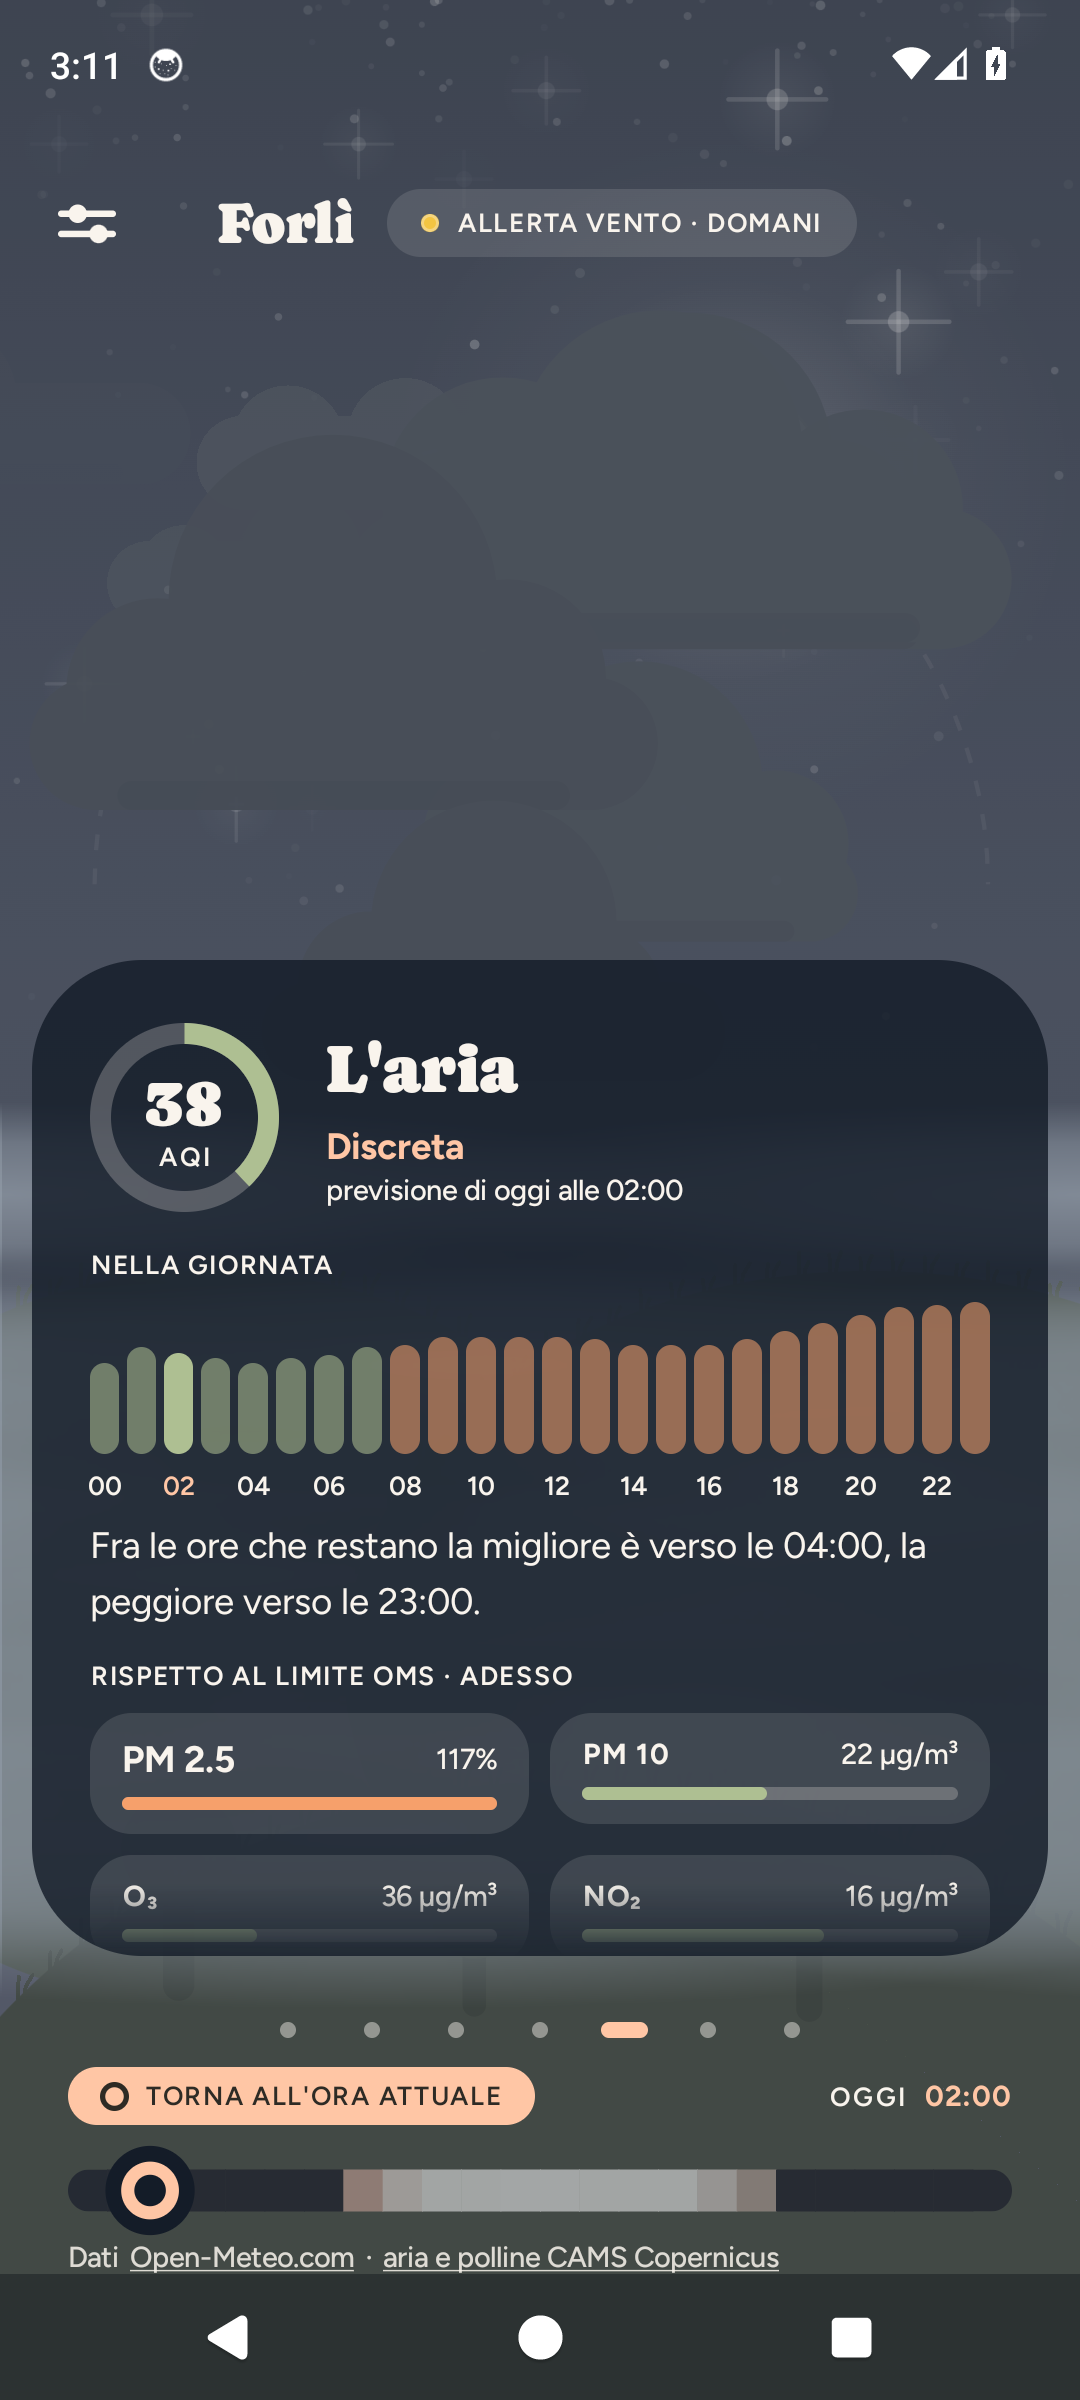 3:11
Forlì
ALLERTA VENTO · DOMANI
38
AQI
L'aria
Discreta
previsione di oggi alle 02:00
NELLA GIORNATA
00 02 04 06 08 10 12 14 16 18 20 22
Fra le ore che restano la migliore è verso le 04:00, la
peggiore verso le 23:00.
RISPETTO AL LIMITE OMS · ADESSO
PM 2.5 117%
PM 10 22 µg/m³
O₃ 36 µg/m³
NO₂ 16 µg/m³
TORNA ALL'ORA ATTUALE
OGGI 02:00
Dati Open-Meteo.com · aria e polline CAMS Copernicus